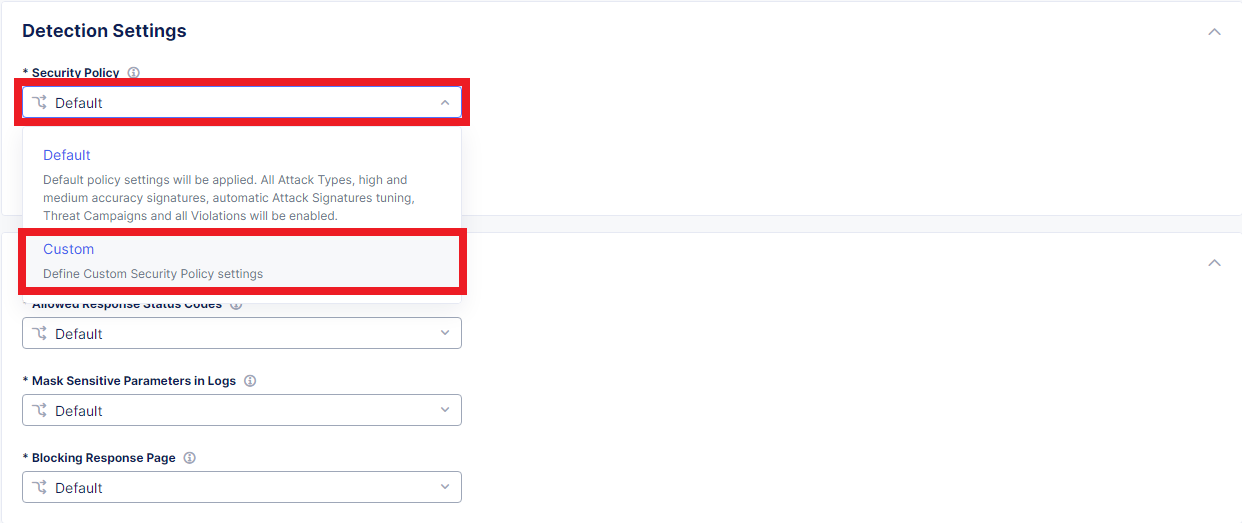 Detection Settings
* Security Policy
Default
Default
Default policy settings will be applied. All Attack Types, high and
medium accuracy signatures, automatic Attack Signatures tuning,
Threat Campaigns and all Violations will be enabled.
Custom
Define Custom Security Policy settings
* Allowed Response Status Codes
Default
* Mask Sensitive Parameters in Logs
Default
* Blocking Response Page
Default